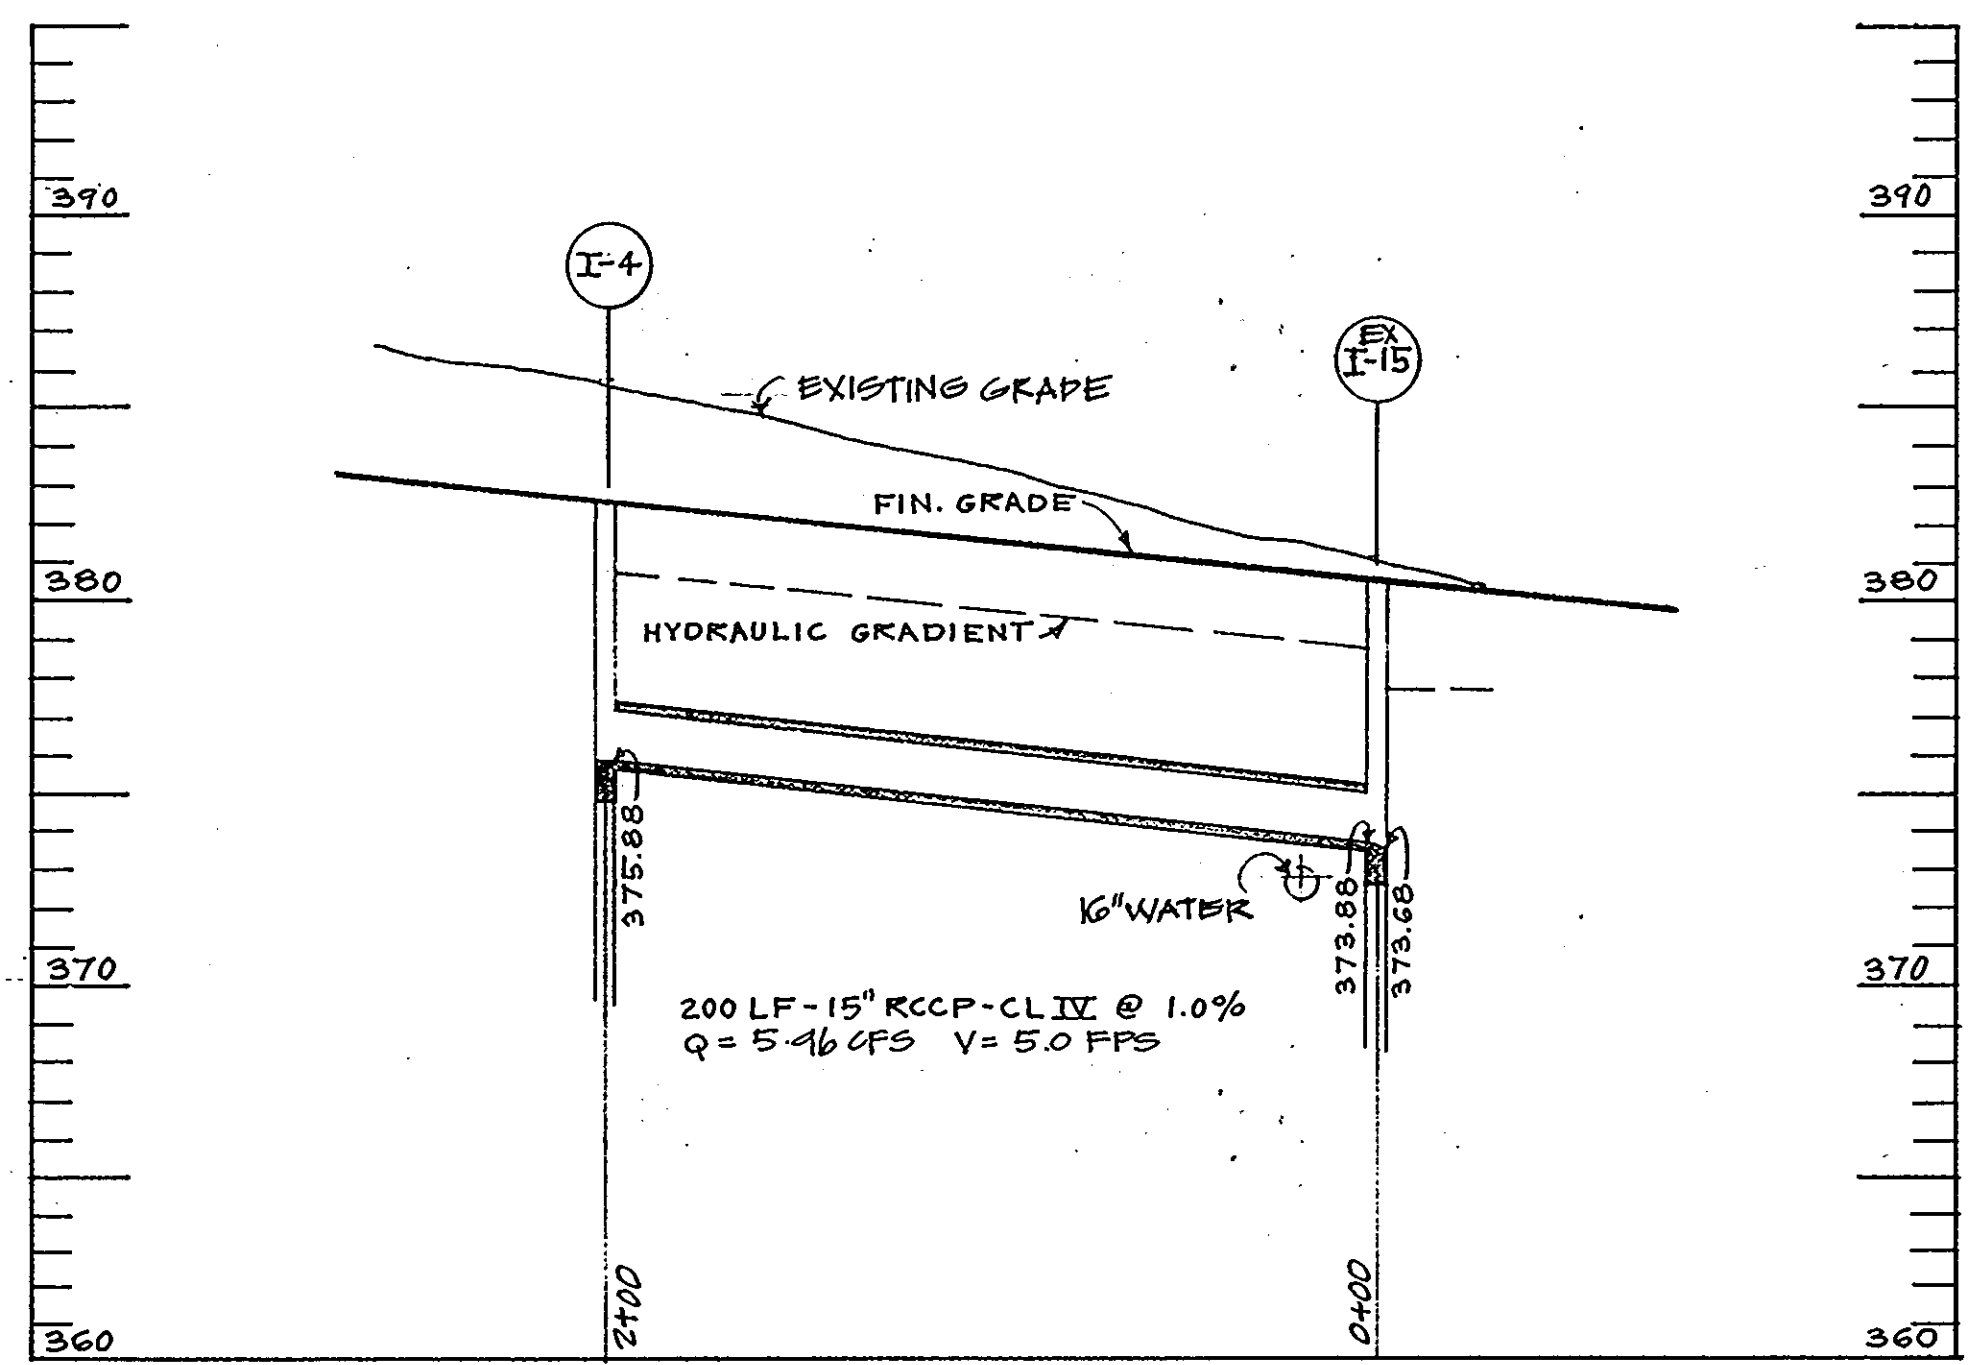 390
390
I-4
EX
I-15
EXISTING GRADE
FIN. GRADE
380
380
HYDRAULIC GRADIENT
375.88
373.88
373.68
16" WATER
370
370
200 LF-15" RCCP-CL IV @ 1.0%
Q = 5.96 CFS V = 5.0 FPS
2+00
0+00
360
360